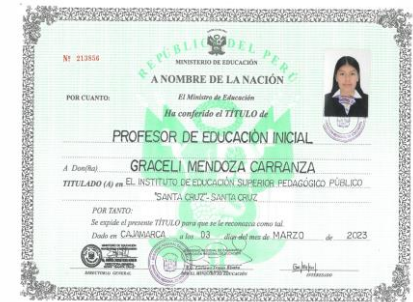 REPÚBLICA DEL PERÚ
Nº 213856
MINISTERIO DE EDUCACIÓN
A NOMBRE DE LA NACIÓN
POR CUANTO: El Ministro de Educación
Ha conferido el TÍTULO de
PROFESOR DE EDUCACIÓN INICIAL
A Don(ña) GRACELI MENDOZA CARRANZA
TITULADO (A) en EL INSTITUTO DE EDUCACIÓN SUPERIOR PEDAGÓGICO PÚBLICO
"SANTA CRUZ"- SANTA CRUZ
POR TANTO:
Se expide el presente TÍTULO para que se le reconozca como tal.
Dado en CAJAMARCA a los 03 días del mes de MARZO de 2023
DIRECTOR(A) GENERAL
INTERESADO